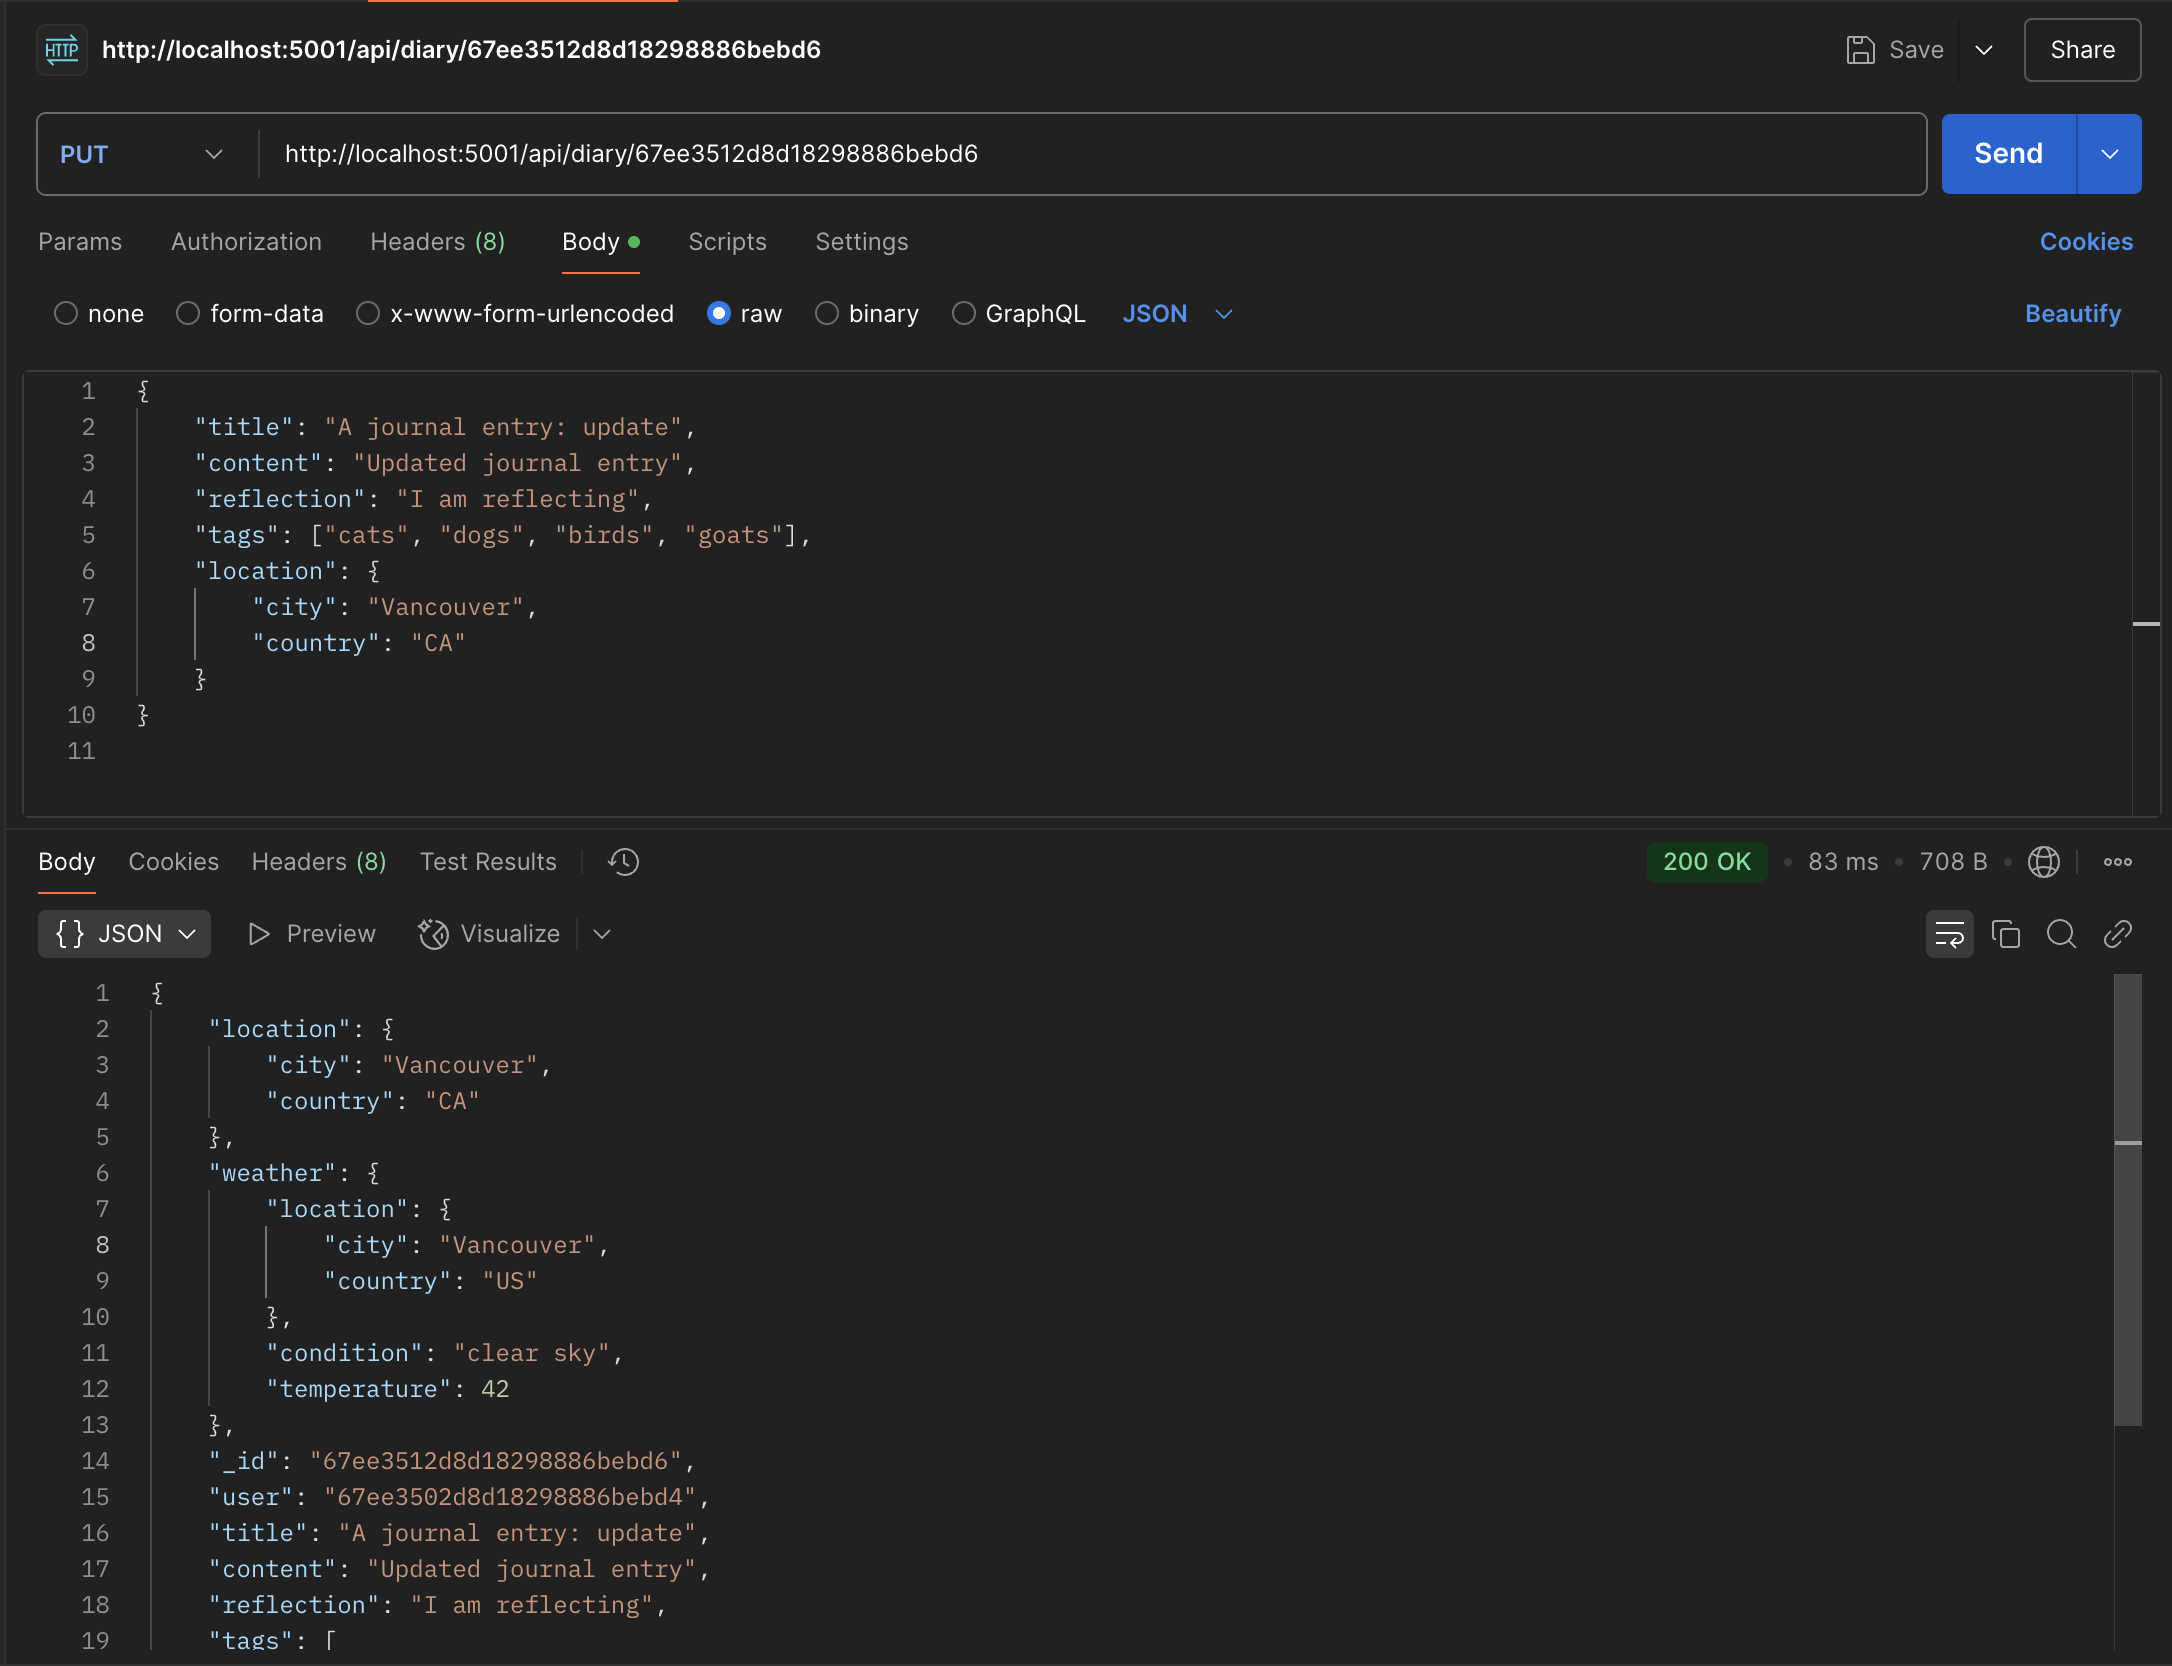 HTTP http://localhost:5001/api/diary/67ee3512d8d18298886bebd6 Save Share
PUT http://localhost:5001/api/diary/67ee3512d8d18298886bebd6 Send
Params Authorization Headers (8) Body Scripts Settings Cookies
none form-data x-www-form-urlencoded raw binary GraphQL JSON Beautify
1 {
2 "title": "A journal entry: update",
3 "content": "Updated journal entry",
4 "reflection": "I am reflecting",
5 "tags": ["cats", "dogs", "birds", "goats"],
6 "location": {
7 "city": "Vancouver",
8 "country": "CA"
9 }
10 }
11
Body Cookies Headers (8) Test Results 200 OK • 83 ms • 708 B •
{} JSON Preview Visualize
1 {
2 "location": {
3 "city": "Vancouver",
4 "country": "CA"
5 },
6 "weather": {
7 "location": {
8 "city": "Vancouver",
9 "country": "US"
10 },
11 "condition": "clear sky",
12 "temperature": 42
13 },
14 "_id": "67ee3512d8d18298886bebd6",
15 "user": "67ee3502d8d18298886bebd4",
16 "title": "A journal entry: update",
17 "content": "Updated journal entry",
18 "reflection": "I am reflecting",
19 "tags": [